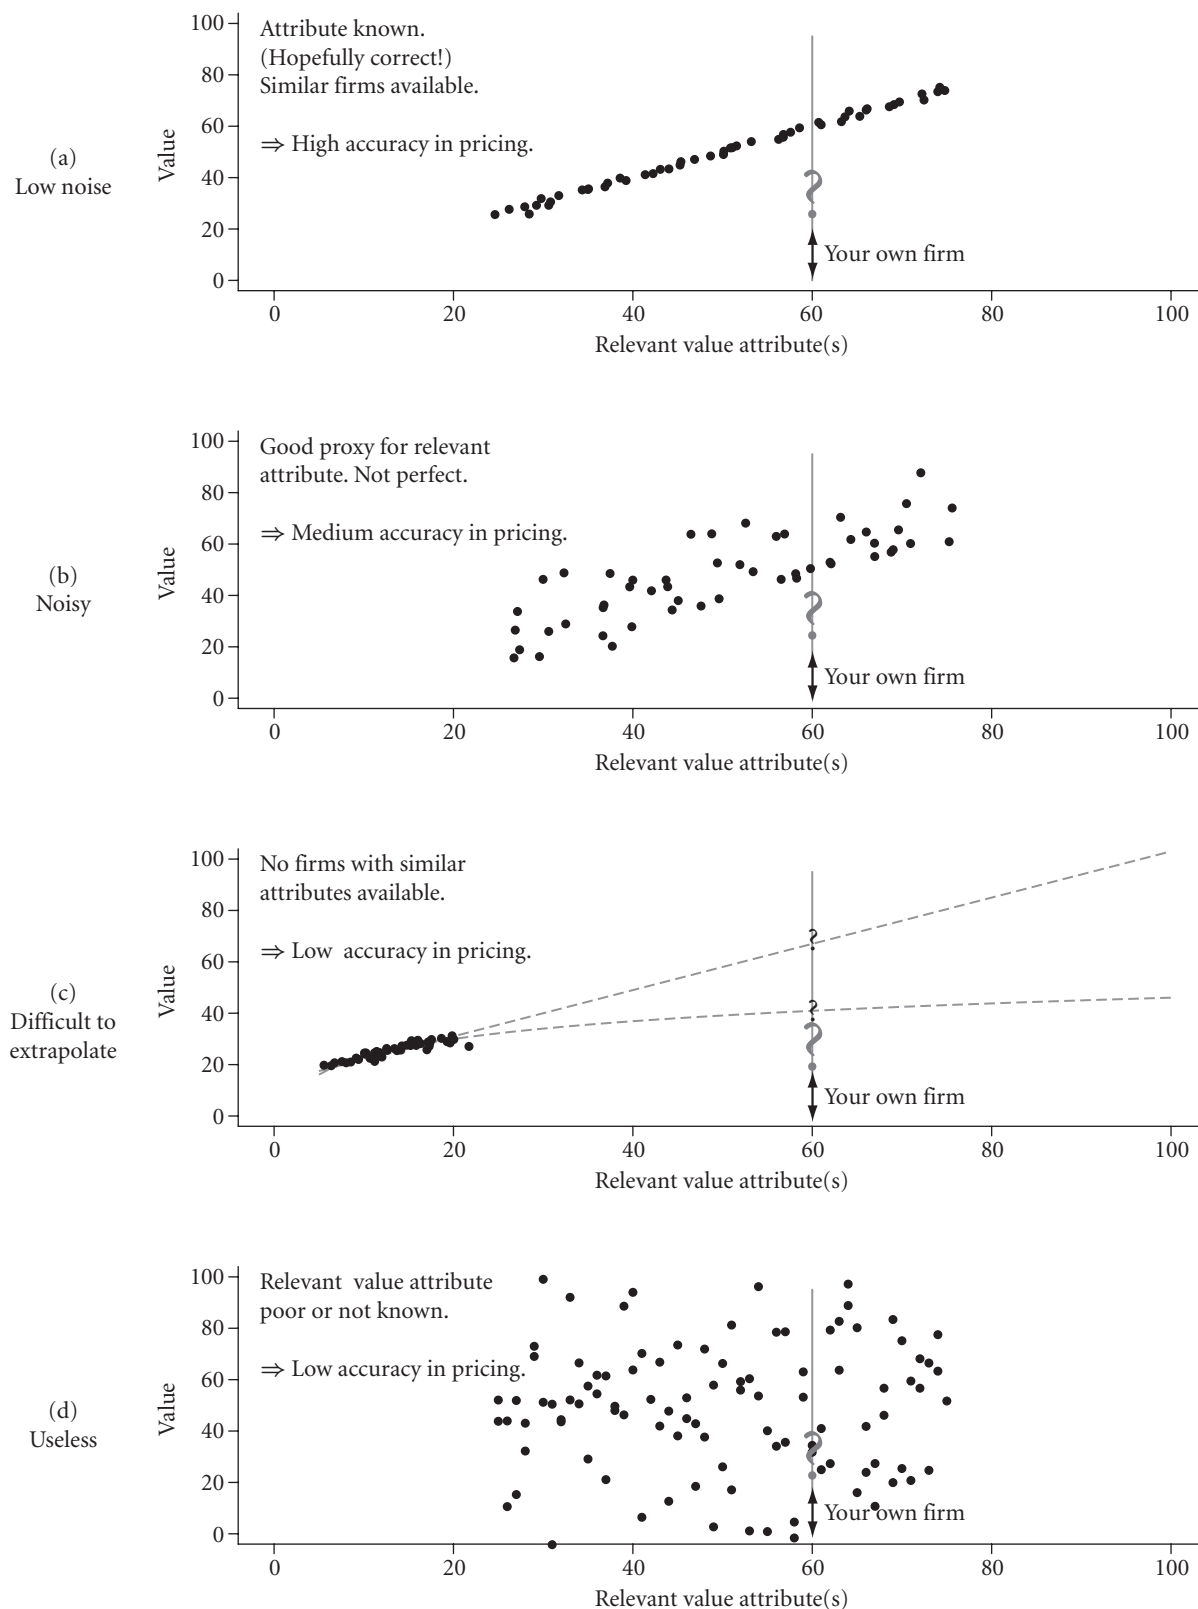 (a)
Low noise
Value
100
80
60
40
20
0
Attribute known.
(Hopefully correct!)
Similar firms available.
⇒ High accuracy in pricing.
?
Your own firm
0 20 40 60 80 100
Relevant value attribute(s)
(b)
Noisy
Value
100
80
60
40
20
0
Good proxy for relevant
attribute. Not perfect.
⇒ Medium accuracy in pricing.
?
Your own firm
0 20 40 60 80 100
Relevant value attribute(s)
(c)
Difficult to
extrapolate
Value
100
80
60
40
20
0
No firms with similar
attributes available.
⇒ Low accuracy in pricing.
?
?
?
Your own firm
0 20 40 60 80 100
Relevant value attribute(s)
(d)
Useless
Value
100
80
60
40
20
0
Relevant value attribute
poor or not known.
⇒ Low accuracy in pricing.
?
Your own firm
0 20 40 60 80 100
Relevant value attribute(s)